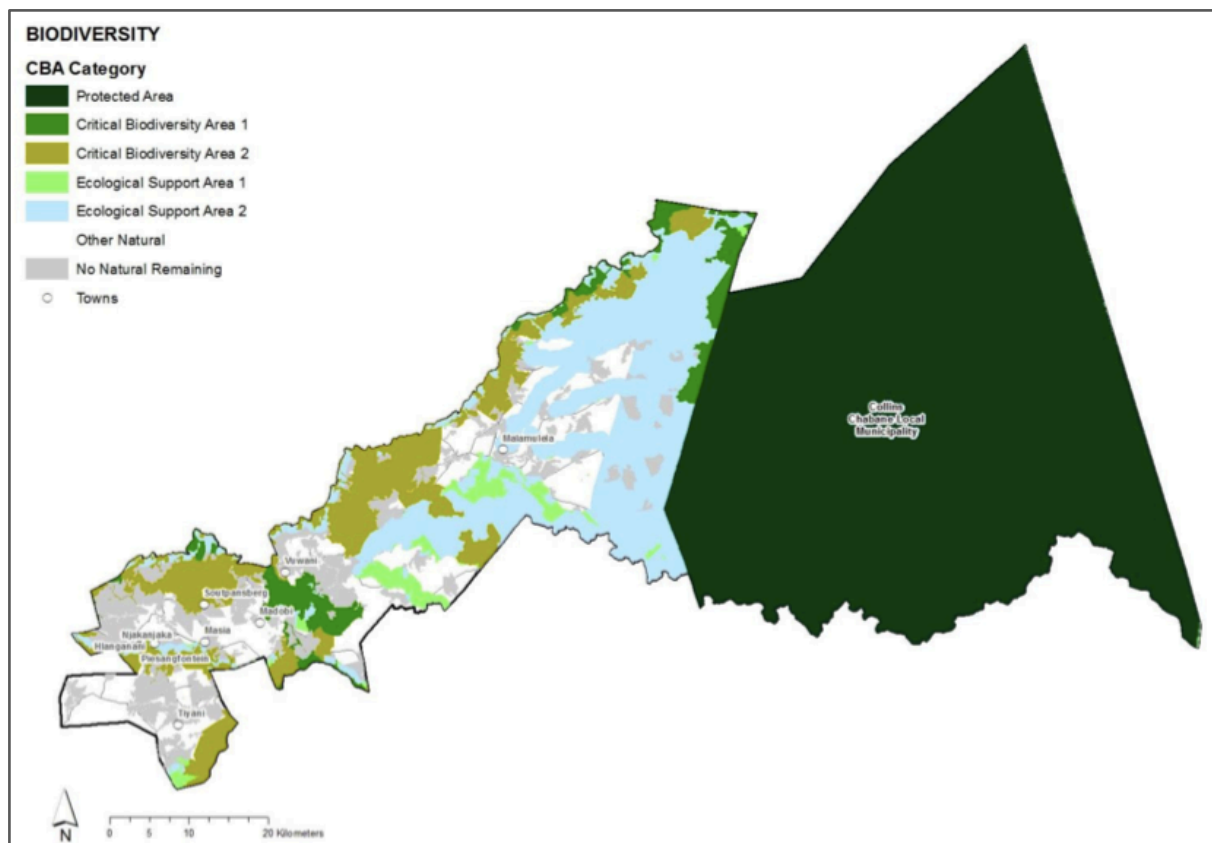 BIODIVERSITY
CBA Category
Protected Area
Critical Biodiversity Area 1
Critical Biodiversity Area 2
Ecological Support Area 1
Ecological Support Area 2
Other Natural
No Natural Remaining
Towns
Collins
Chabane Local
Municipality
Malamulela
Vuwani
Soutpansberg
Madobi
Njakanjaka
Masia
Hlanganani
Piesangfontein
Tiyani
N
0 5 10 20 Kilometers